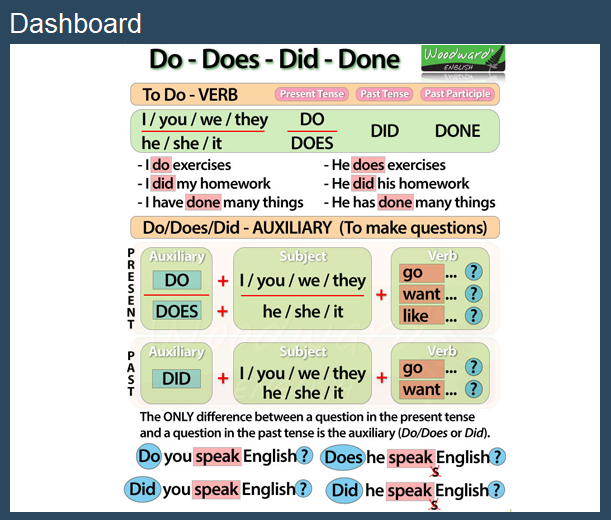 Dashboard
Do - Does - Did - Done
Woodward®
ENGLISH
To Do - VERB Present Tense Past Tense Past Participle
I / you / we / they DO
DID DONE
he / she / it DOES
- I do exercises - He does exercises
- I did my homework - He did his homework
- I have done many things - He has done many things
Do/Does/Did - AUXILIARY (To make questions)
PRESENT
Auxiliary Subject Verb
DO + I / you / we / they + go ... ?
want ... ?
DOES + he / she / it like ... ?
PAST
Auxiliary Subject Verb
DID + I / you / we / they + go ... ?
he / she / it want ... ?
The ONLY difference between a question in the present tense
and a question in the past tense is the auxiliary (Do/Does or Did).
Do you speak English? Does he speak English?
s
Did you speak English? Did he speak English?
s